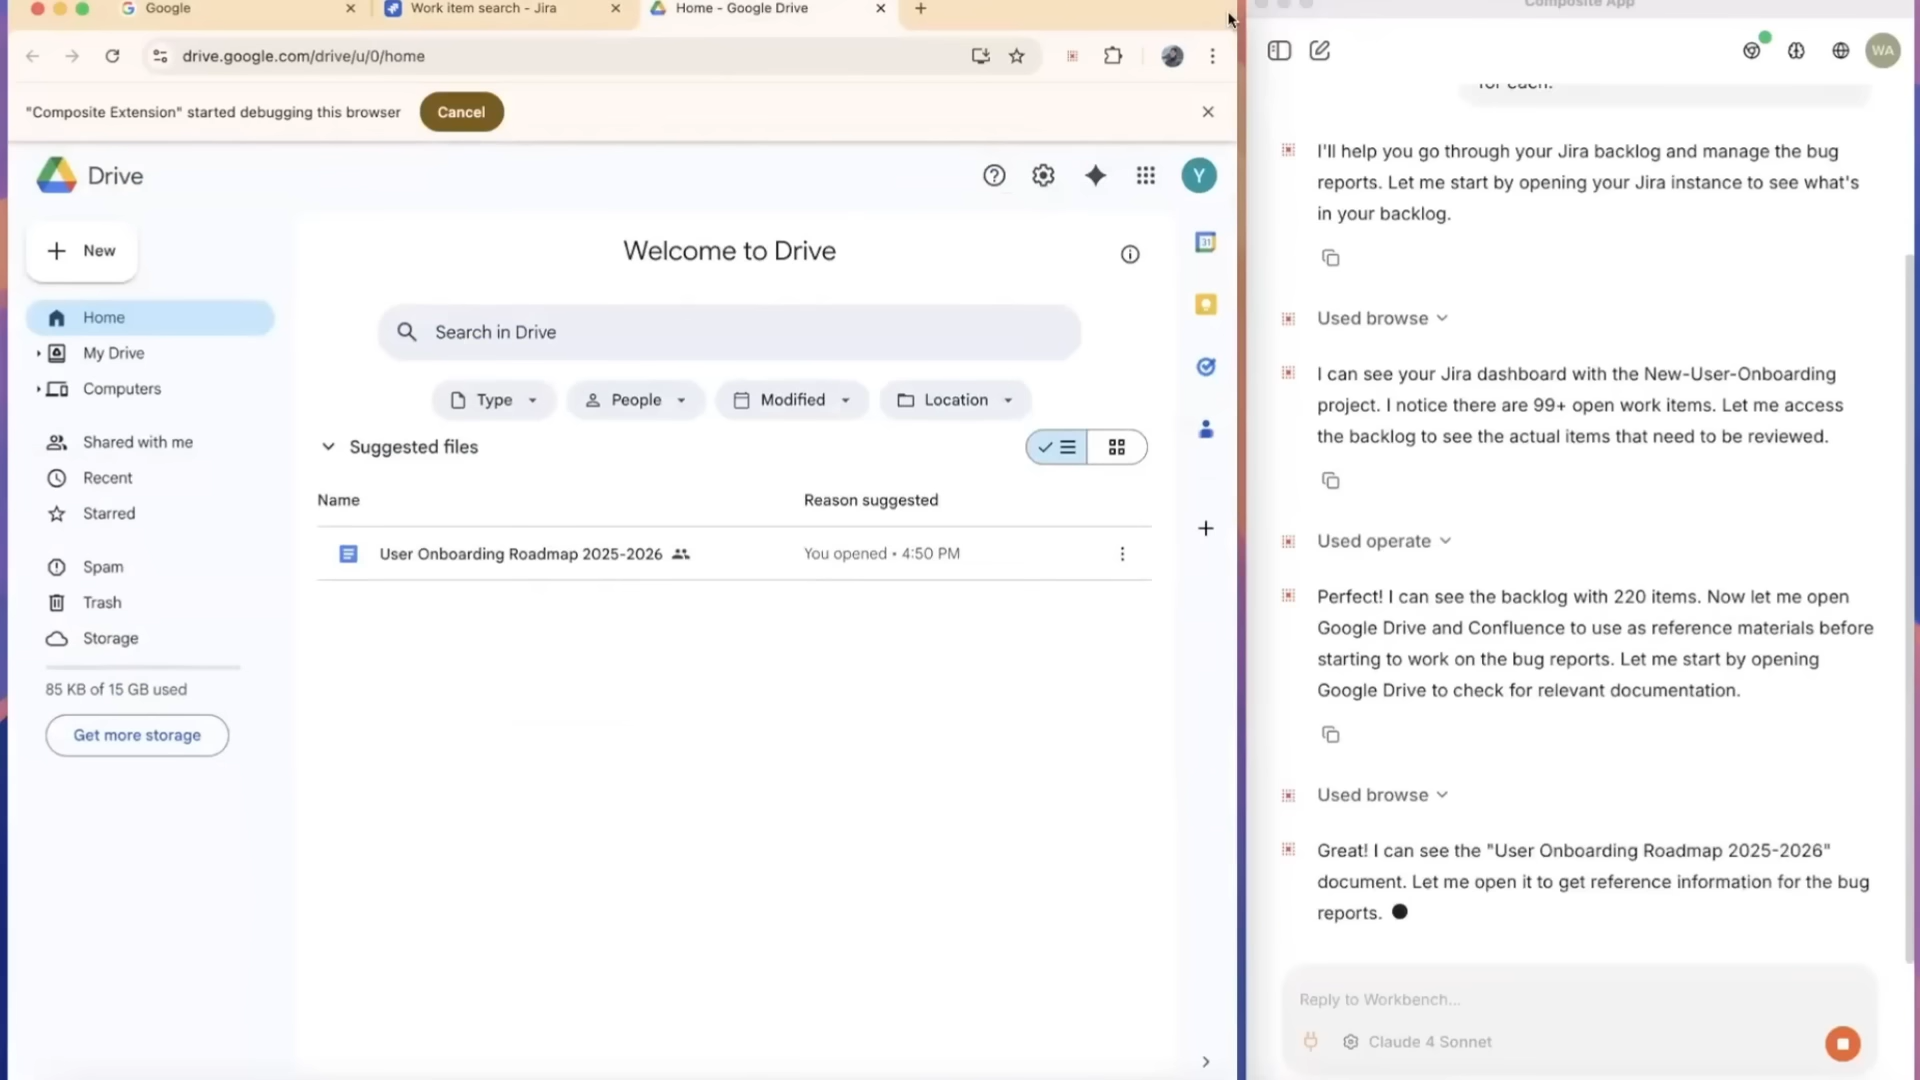 Google
Work item search - Jira
Home - Google Drive
Composite App
drive.google.com/drive/u/0/home
"Composite Extension" started debugging this browser
Cancel
Drive
Y
New
Home
My Drive
Computers
Shared with me
Recent
Starred
Spam
Trash
Storage
85 KB of 15 GB used
Get more storage
Welcome to Drive
Search in Drive
Type
People
Modified
Location
Suggested files
Name
Reason suggested
User Onboarding Roadmap 2025-2026
You opened • 4:50 PM
31
WA
for each.
I'll help you go through your Jira backlog and manage the bug
reports. Let me start by opening your Jira instance to see what's
in your backlog.
Used browse
I can see your Jira dashboard with the New-User-Onboarding
project. I notice there are 99+ open work items. Let me access
the backlog to see the actual items that need to be reviewed.
Used operate
Perfect! I can see the backlog with 220 items. Now let me open
Google Drive and Confluence to use as reference materials before
starting to work on the bug reports. Let me start by opening
Google Drive to check for relevant documentation.
Used browse
Great! I can see the "User Onboarding Roadmap 2025-2026"
document. Let me open it to get reference information for the bug
reports.
Reply to Workbench...
Claude 4 Sonnet